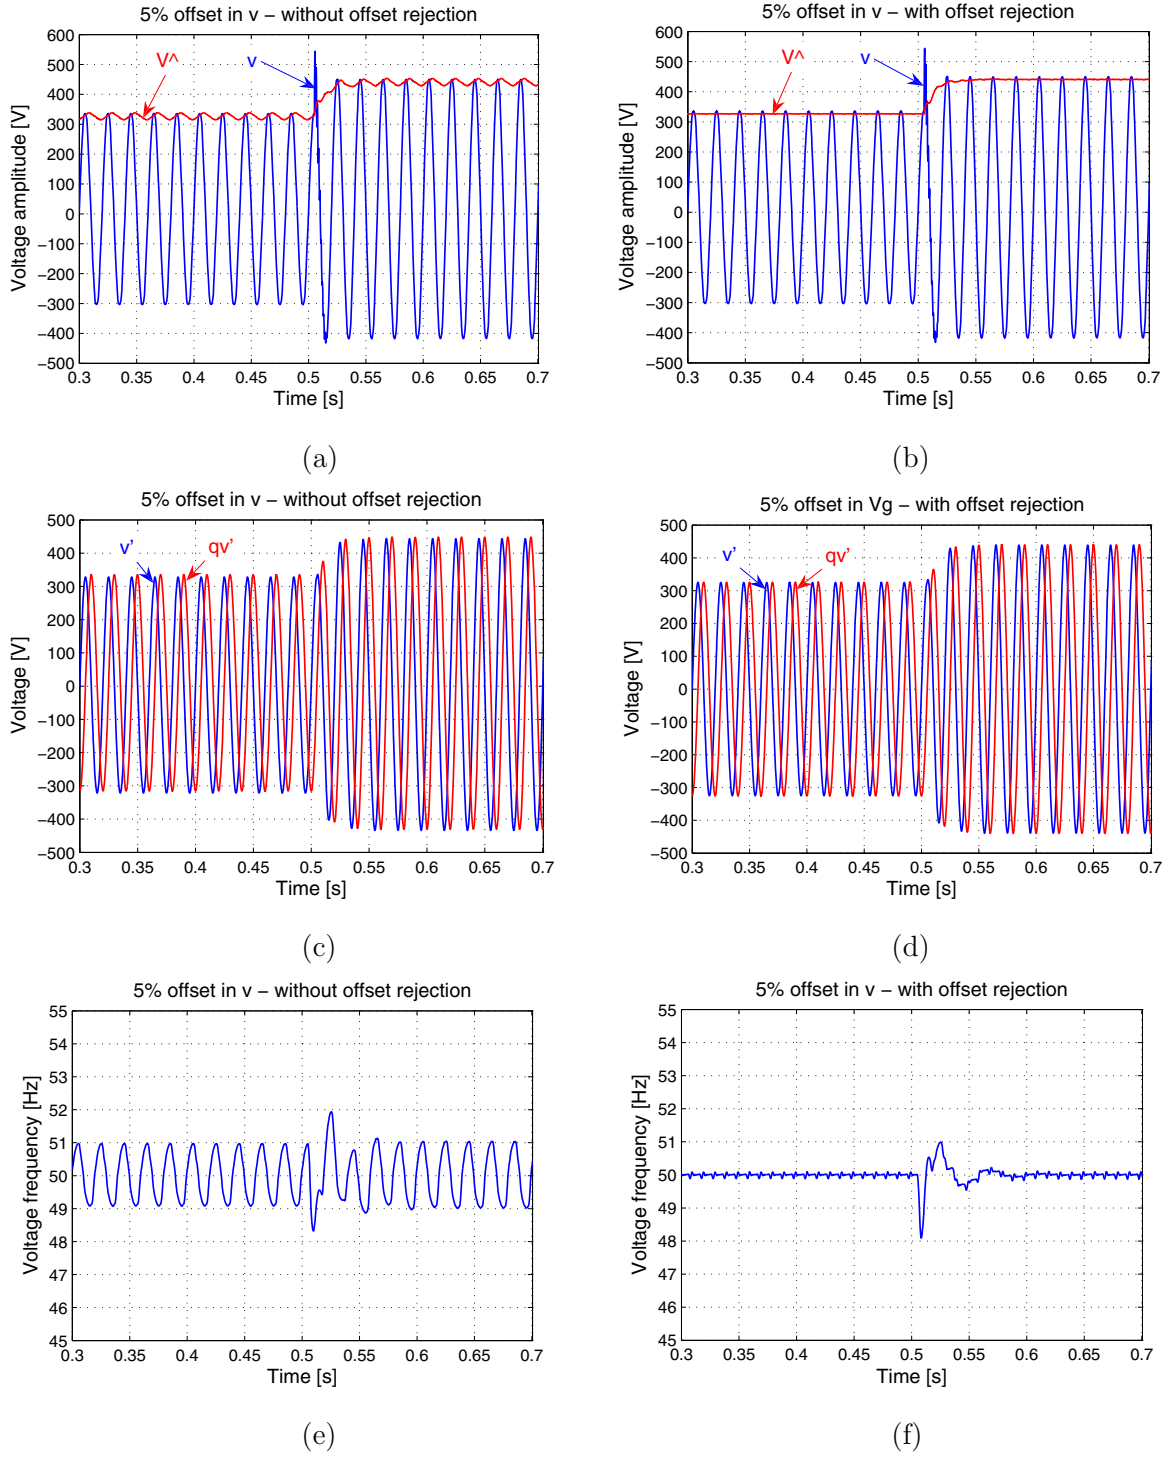 5% offset in v – without offset rejection
600
500
400
300
200
100
0
−100
−200
−300
−400
−500
0.3 0.35 0.4 0.45 0.5 0.55 0.6 0.65 0.7
Voltage amplitude [V]
Time [s]
V^
v
(a)
5% offset in v – with offset rejection
600
500
400
300
200
100
0
−100
−200
300
−400
−500
0.3 0.35 0.4 0.45 0.5 0.55 0.6 0.65 0.7
Voltage amplitude [V]
Time [s]
V^
v
(b)
5% offset in v – without offset rejection
500
400
300
200
100
0
−100
−200
−300
−400
−500
0.3 0.35 0.4 0.45 0.5 0.55 0.6 0.65 0.7
Voltage [V]
Time [s]
v'
qv'
(c)
5% offset in Vg – with offset rejection
500
400
300
200
100
0
−100
−200
−300
−400
−500
0.3 0.35 0.4 0.45 0.5 0.55 0.6 0.65 0.7
Voltage [V]
Time [s]
v'
qv'
(d)
5% offset in v – without offset rejection
55
54
53
52
51
50
49
48
47
46
45
0.3 0.35 0.4 0.45 0.5 0.55 0.6 0.65 0.7
Voltage frequency [Hz]
Time [s]
(e)
5% offset in v – with offset rejection
55
54
53
52
51
50
49
48
47
46
45
0.3 0.35 0.4 0.45 0.5 0.55 0.6 0.65 0.7
Voltage frequency [Hz]
Time [s]
(f)